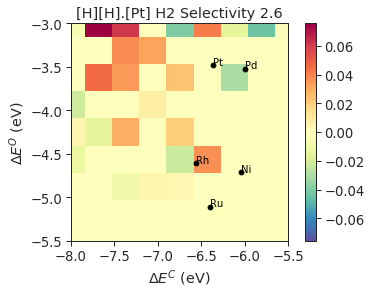 [H][H].[Pt] H2 Selectivity 2.6
−3.0
−3.5
−4.0
−4.5
−5.0
−5.5
ΔE^O (eV)
Pt
Pd
Rh
Ni
Ru
−8.0 −7.5 −7.0 −6.5 −6.0 −5.5
ΔE^C (eV)
0.06
0.04
0.02
0.00
−0.02
−0.04
−0.06